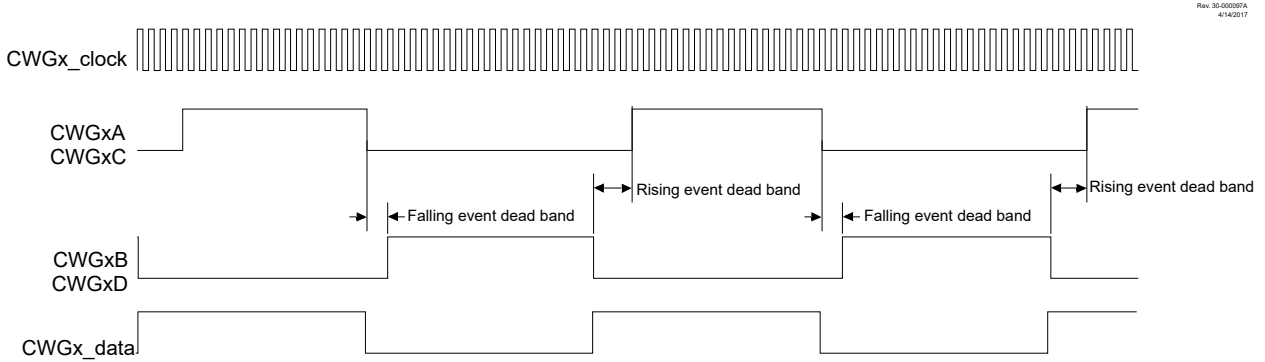 Rev. 30-000097A
4/14/2017
CWGx_clock
CWGxA
CWGxC
Rising event dead band
Rising event dead band
Falling event dead band
Falling event dead band
CWGxB
CWGxD
CWGx_data